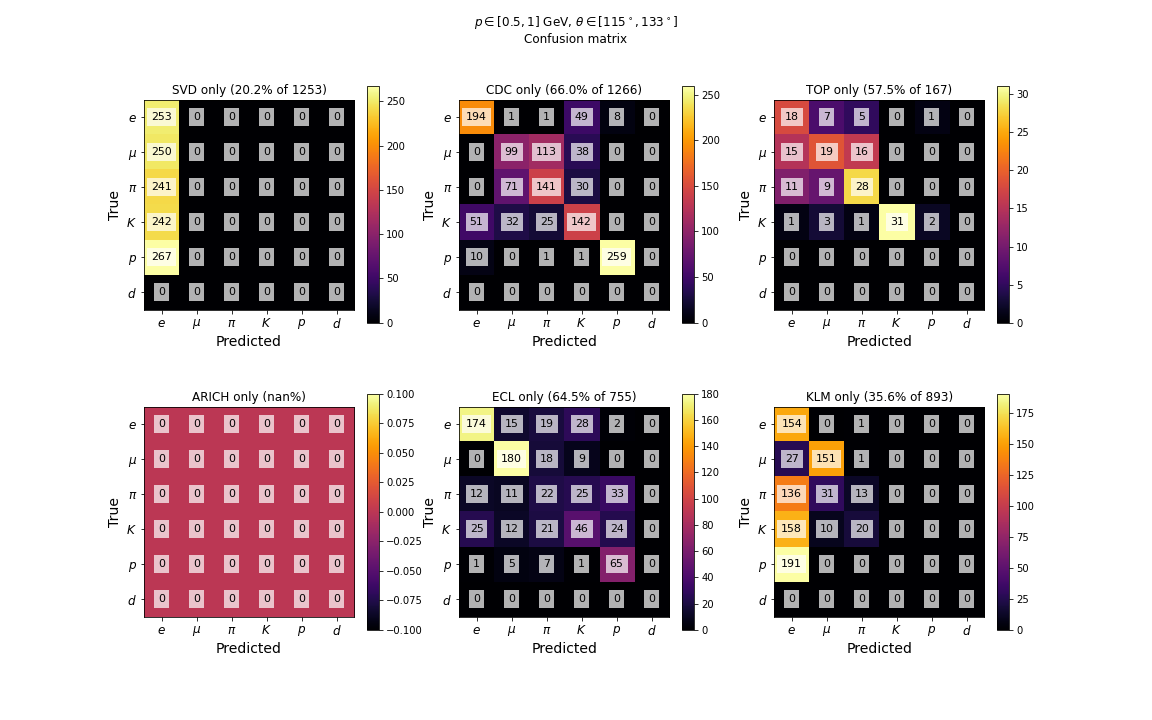 p ∈ [0.5, 1] GeV, θ ∈ [115°, 133°]
Confusion matrix
SVD only (20.2% of 1253)
True
e 253 0 0 0 0 0
μ 250 0 0 0 0 0
π 241 0 0 0 0 0
K 242 0 0 0 0 0
p 267 0 0 0 0 0
d 0 0 0 0 0 0
e μ π K p d
Predicted
250
200
150
100
50
0
CDC only (66.0% of 1266)
True
e 194 1 1 49 8 0
μ 0 99 113 38 0 0
π 0 71 141 30 0 0
K 51 32 25 142 0 0
p 10 0 1 1 259 0
d 0 0 0 0 0 0
e μ π K p d
Predicted
250
200
150
100
50
0
TOP only (57.5% of 167)
True
e 18 7 5 0 1 0
μ 15 19 16 0 0 0
π 11 9 28 0 0 0
K 1 3 1 31 2 0
p 0 0 0 0 0 0
d 0 0 0 0 0 0
e μ π K p d
Predicted
30
25
20
15
10
5
0
ARICH only (nan%)
True
e 0 0 0 0 0 0
μ 0 0 0 0 0 0
π 0 0 0 0 0 0
K 0 0 0 0 0 0
p 0 0 0 0 0 0
d 0 0 0 0 0 0
e μ π K p d
Predicted
0.100
0.075
0.050
0.025
0.000
−0.025
−0.050
−0.075
−0.100
ECL only (64.5% of 755)
True
e 174 15 19 28 2 0
μ 0 180 18 9 0 0
π 12 11 22 25 33 0
K 25 12 21 46 24 0
p 1 5 7 1 65 0
d 0 0 0 0 0 0
e μ π K p d
Predicted
180
160
140
120
100
80
60
40
20
0
KLM only (35.6% of 893)
True
e 154 0 1 0 0 0
μ 27 151 1 0 0 0
π 136 31 13 0 0 0
K 158 10 20 0 0 0
p 191 0 0 0 0 0
d 0 0 0 0 0 0
e μ π K p d
Predicted
175
150
125
100
75
50
25
0